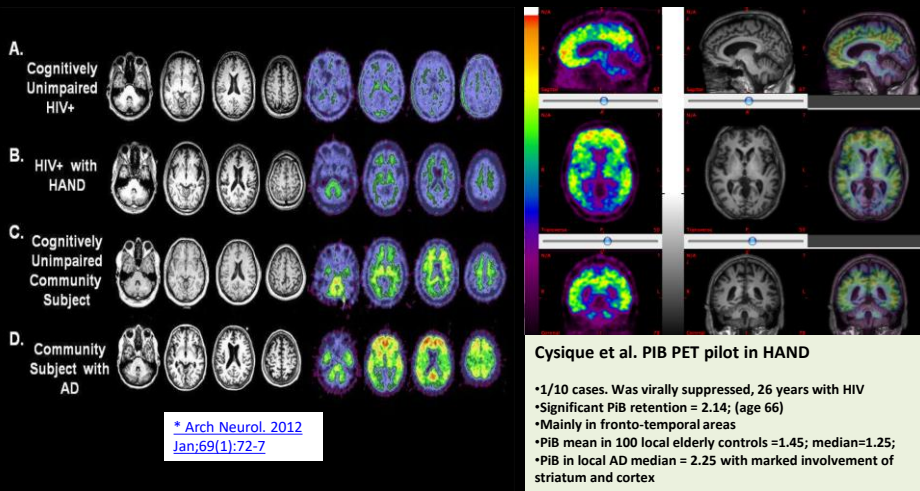 A.
Cognitively
Unimpaired
HIV+
B.
HIV+ with
HAND
C.
Cognitively
Unimpaired
Community
Subject
D.
Community
Subject with
AD
* Arch Neurol. 2012
Jan;69(1):72-7
Cysique et al. PIB PET pilot in HAND
•1/10 cases. Was virally suppressed, 26 years with HIV
•Significant PiB retention = 2.14; (age 66)
•Mainly in fronto-temporal areas
•PiB mean in 100 local elderly controls =1.45; median=1.25;
•PiB in local AD median = 2.25 with marked involvement of
striatum and cortex